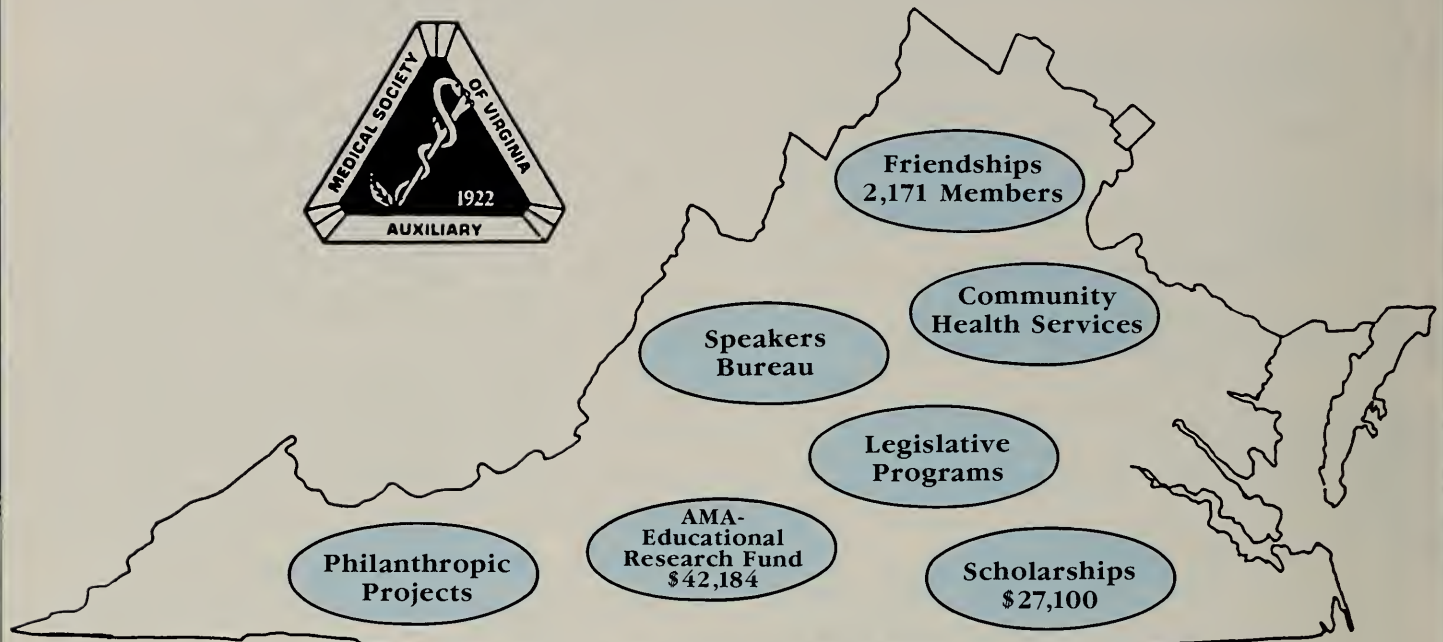 MEDICAL SOCIETY
OF VIRGINIA
1922
AUXILIARY
Friendships
2,171 Members
Community
Health Services
Speakers
Bureau
Legislative
Programs
AMA-
Educational
Research Fund
$42,184
Philanthropic
Projects
Scholarships
$27,100